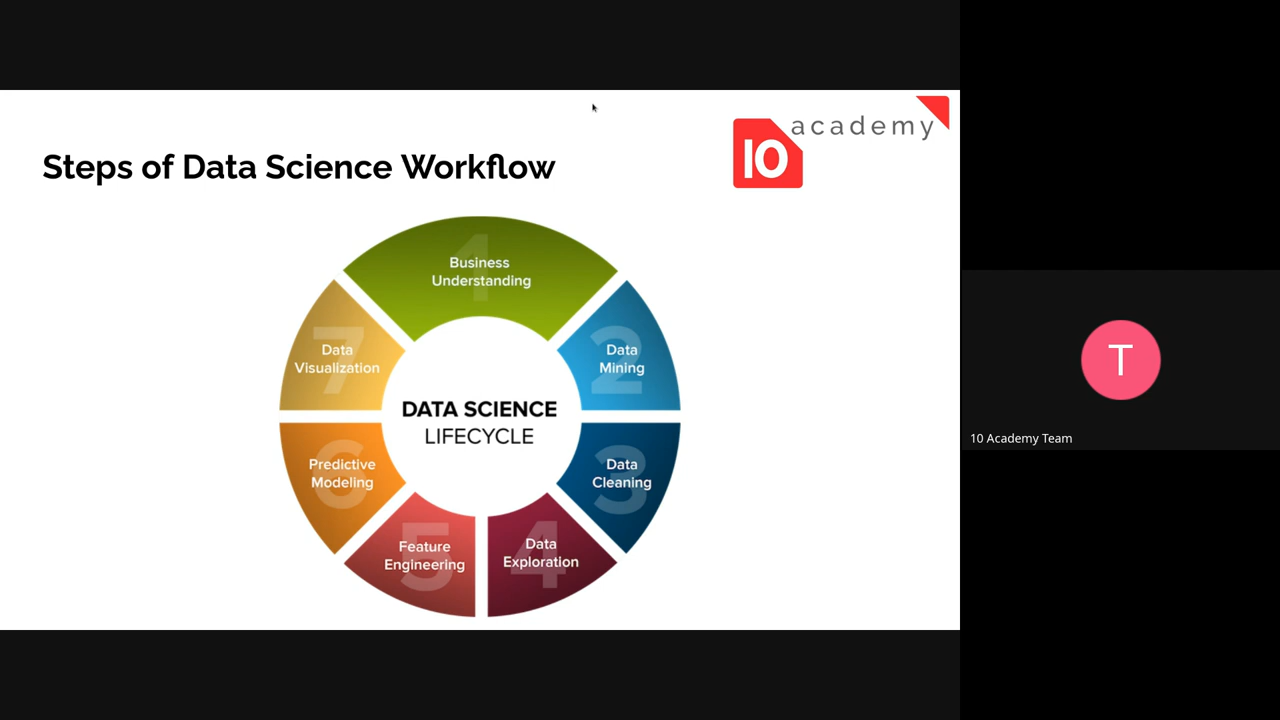 10 academy
Steps of Data Science Workflow
1
Business
Understanding
2
Data
Mining
3
Data
Cleaning
4
Data
Exploration
5
Feature
Engineering
6
Predictive
Modeling
7
Data
Visualization
DATA SCIENCE
LIFECYCLE
T
10 Academy Team